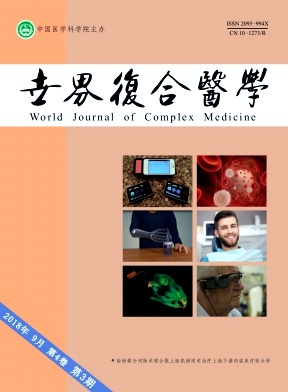 中国医学科学院主办
ISSN 2095-994X
CN 10-1273/R
世界復合醫學
World Journal of Complex Medicine
2018年 9月 第4卷 第3期